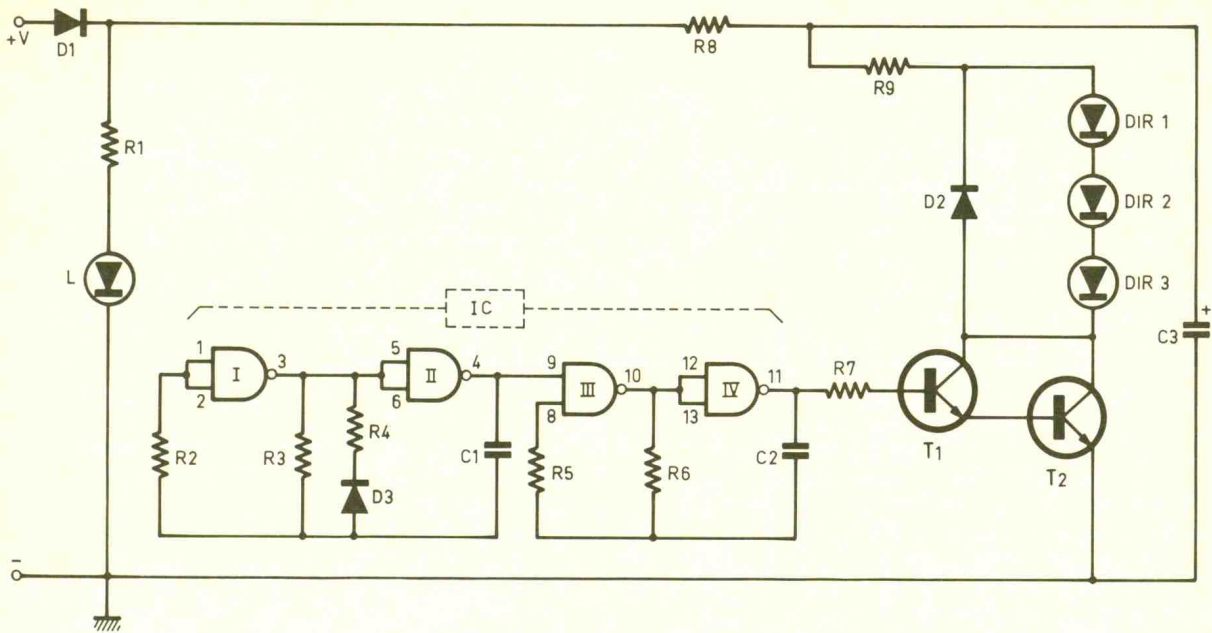 +V
D1
R8
R9
DIR 1
R1
DIR 2
D2
L
DIR 3
IC
C3
+
1
2
I
3
5
6
II
4
9
8
III
10
12
13
IV
11
R7
R2
R3
R4
C1
R5
R6
C2
T1
D3
T2
-